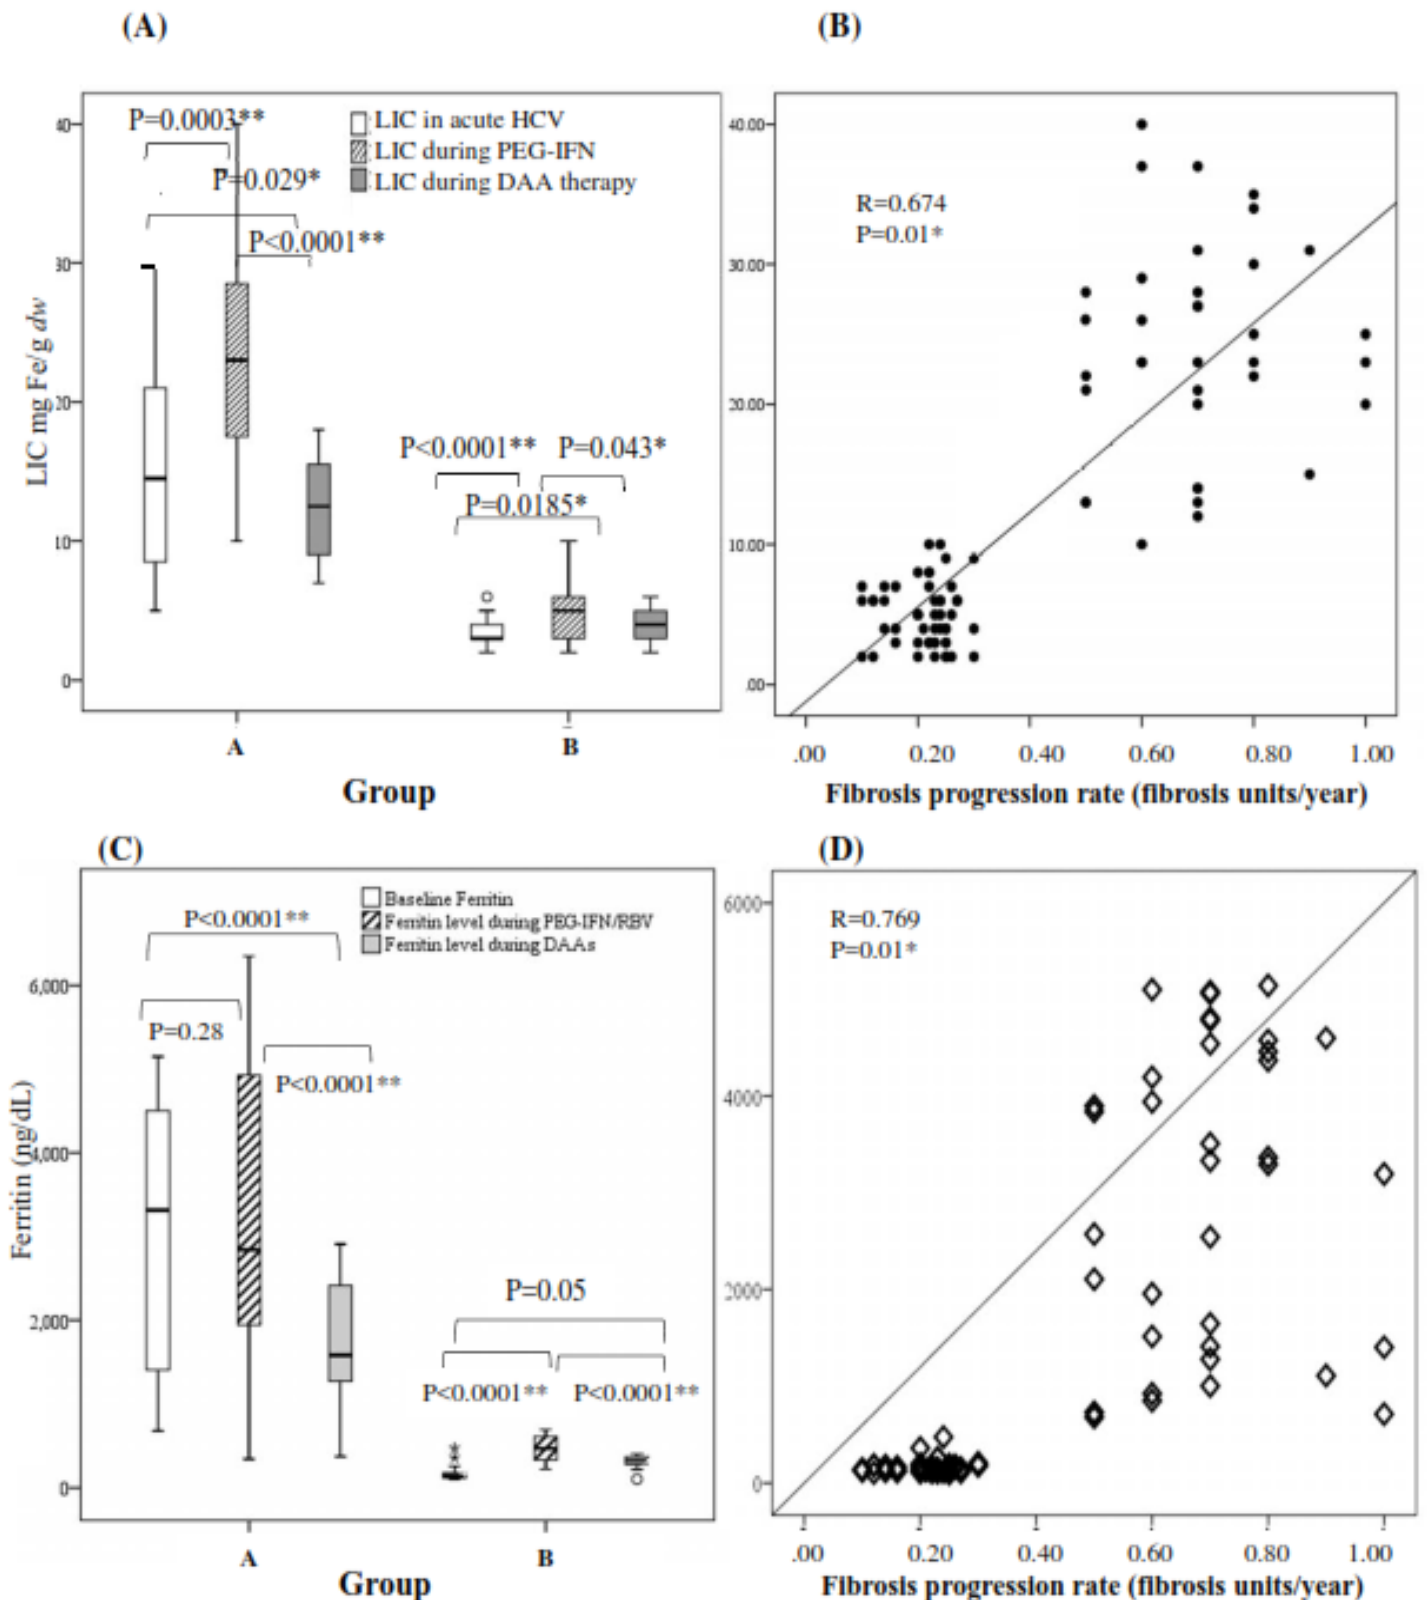 (A)
P=0.0003**
LIC in acute HCV
LIC during PEG-IFN
LIC during DAA therapy
P=0.029*
P<0.0001**
P<0.0001**
P=0.043*
P=0.0185*
LIC mg Fe/g dw
40
30
20
10
0
A
B
Group
(B)
R=0.674
P=0.01*
40.00
30.00
20.00
10.00
.00
.00
0.20
0.40
0.60
0.80
1.00
Fibrosis progression rate (fibrosis units/year)
(C)
Baseline Ferritin
Ferritin level during PEG-IFN/RBV
Ferritin level during DAAs
P<0.0001**
P=0.28
P<0.0001**
P=0.05
P<0.0001**
P<0.0001**
Ferritin (ng/dL)
6,000
4,000
2,000
0
A
B
Group
(D)
R=0.769
P=0.01*
6000
4000
2000
0
.00
0.20
0.40
0.60
0.80
1.00
Fibrosis progression rate (fibrosis units/year)